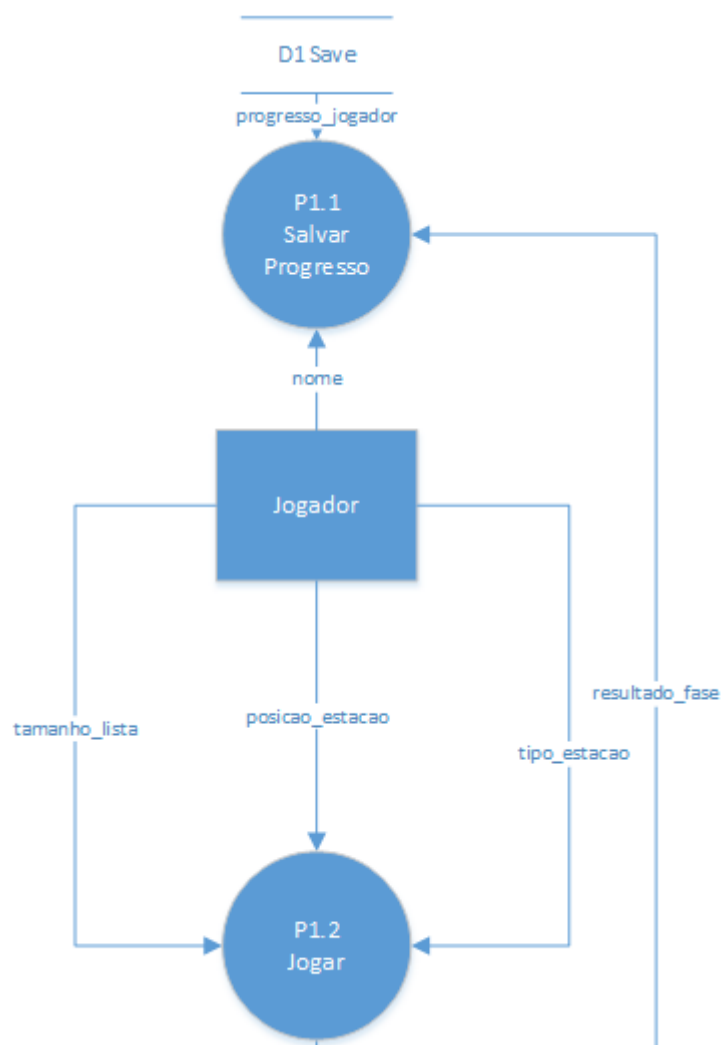 D1 Save
progresso_jogador
P1.1
Salvar
Progresso
nome
Jogador
resultado_fase
tamanho_lista
posicao_estacao
tipo_estacao
P1.2
Jogar